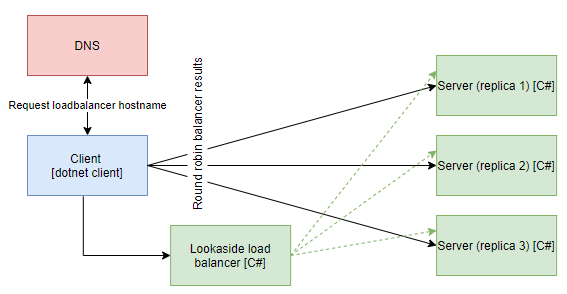 DNS
Request loadbalancer hostname
Client
[dotnet client]
Round robin balancer results
Server (replica 1) [C#]
Server (replica 2) [C#]
Server (replica 3) [C#]
Lookaside load
balancer [C#]